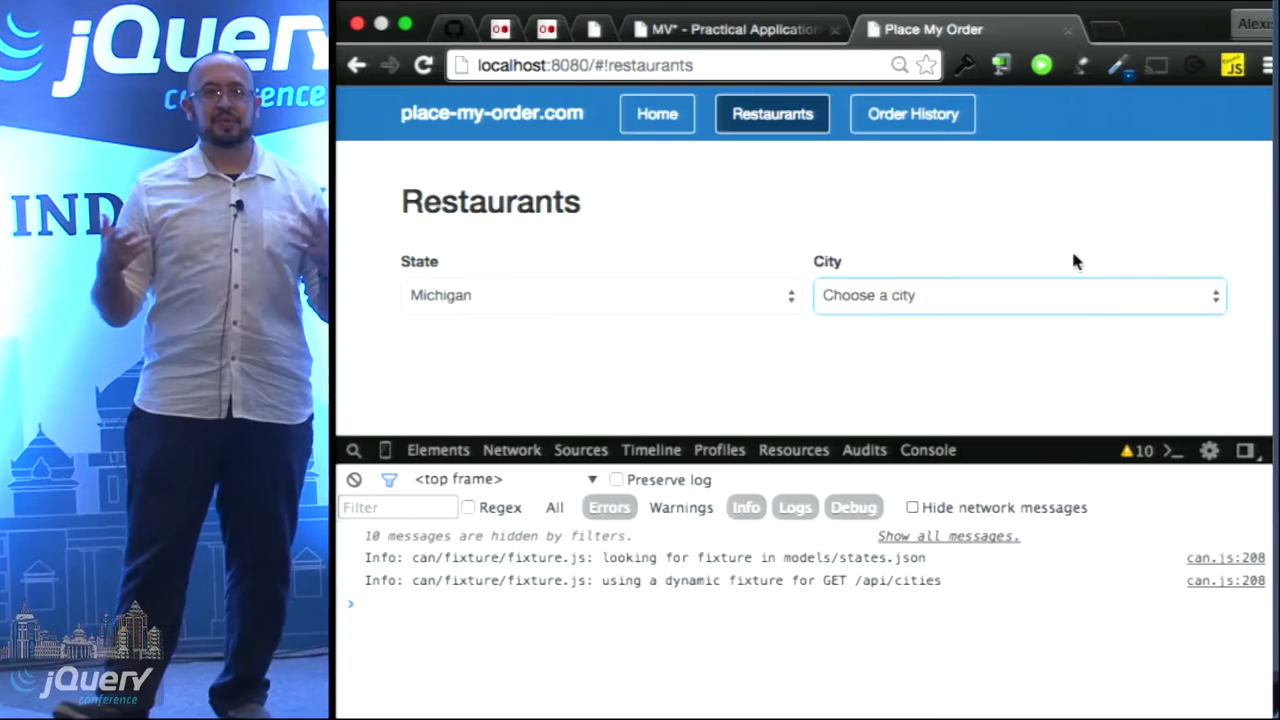 jQuery
conference
IND
MV* - Practical Application
Place My Order
Alexis
localhost:8080/#!restaurants
JS
place-my-order.com
Home
Restaurants
Order History
Restaurants
State
City
Michigan
Choose a city
Elements
Network
Sources
Timeline
Profiles
Resources
Audits
Console
10
<top frame>
Preserve log
Filter
Regex
All
Errors
Warnings
Info
Logs
Debug
Hide network messages
10 messages are hidden by filters.
Show all messages.
Info: can/fixture/fixture.js: looking for fixture in models/states.json
can.js:208
Info: can/fixture/fixture.js: using a dynamic fixture for GET /api/cities
can.js:208
jQuery
conference